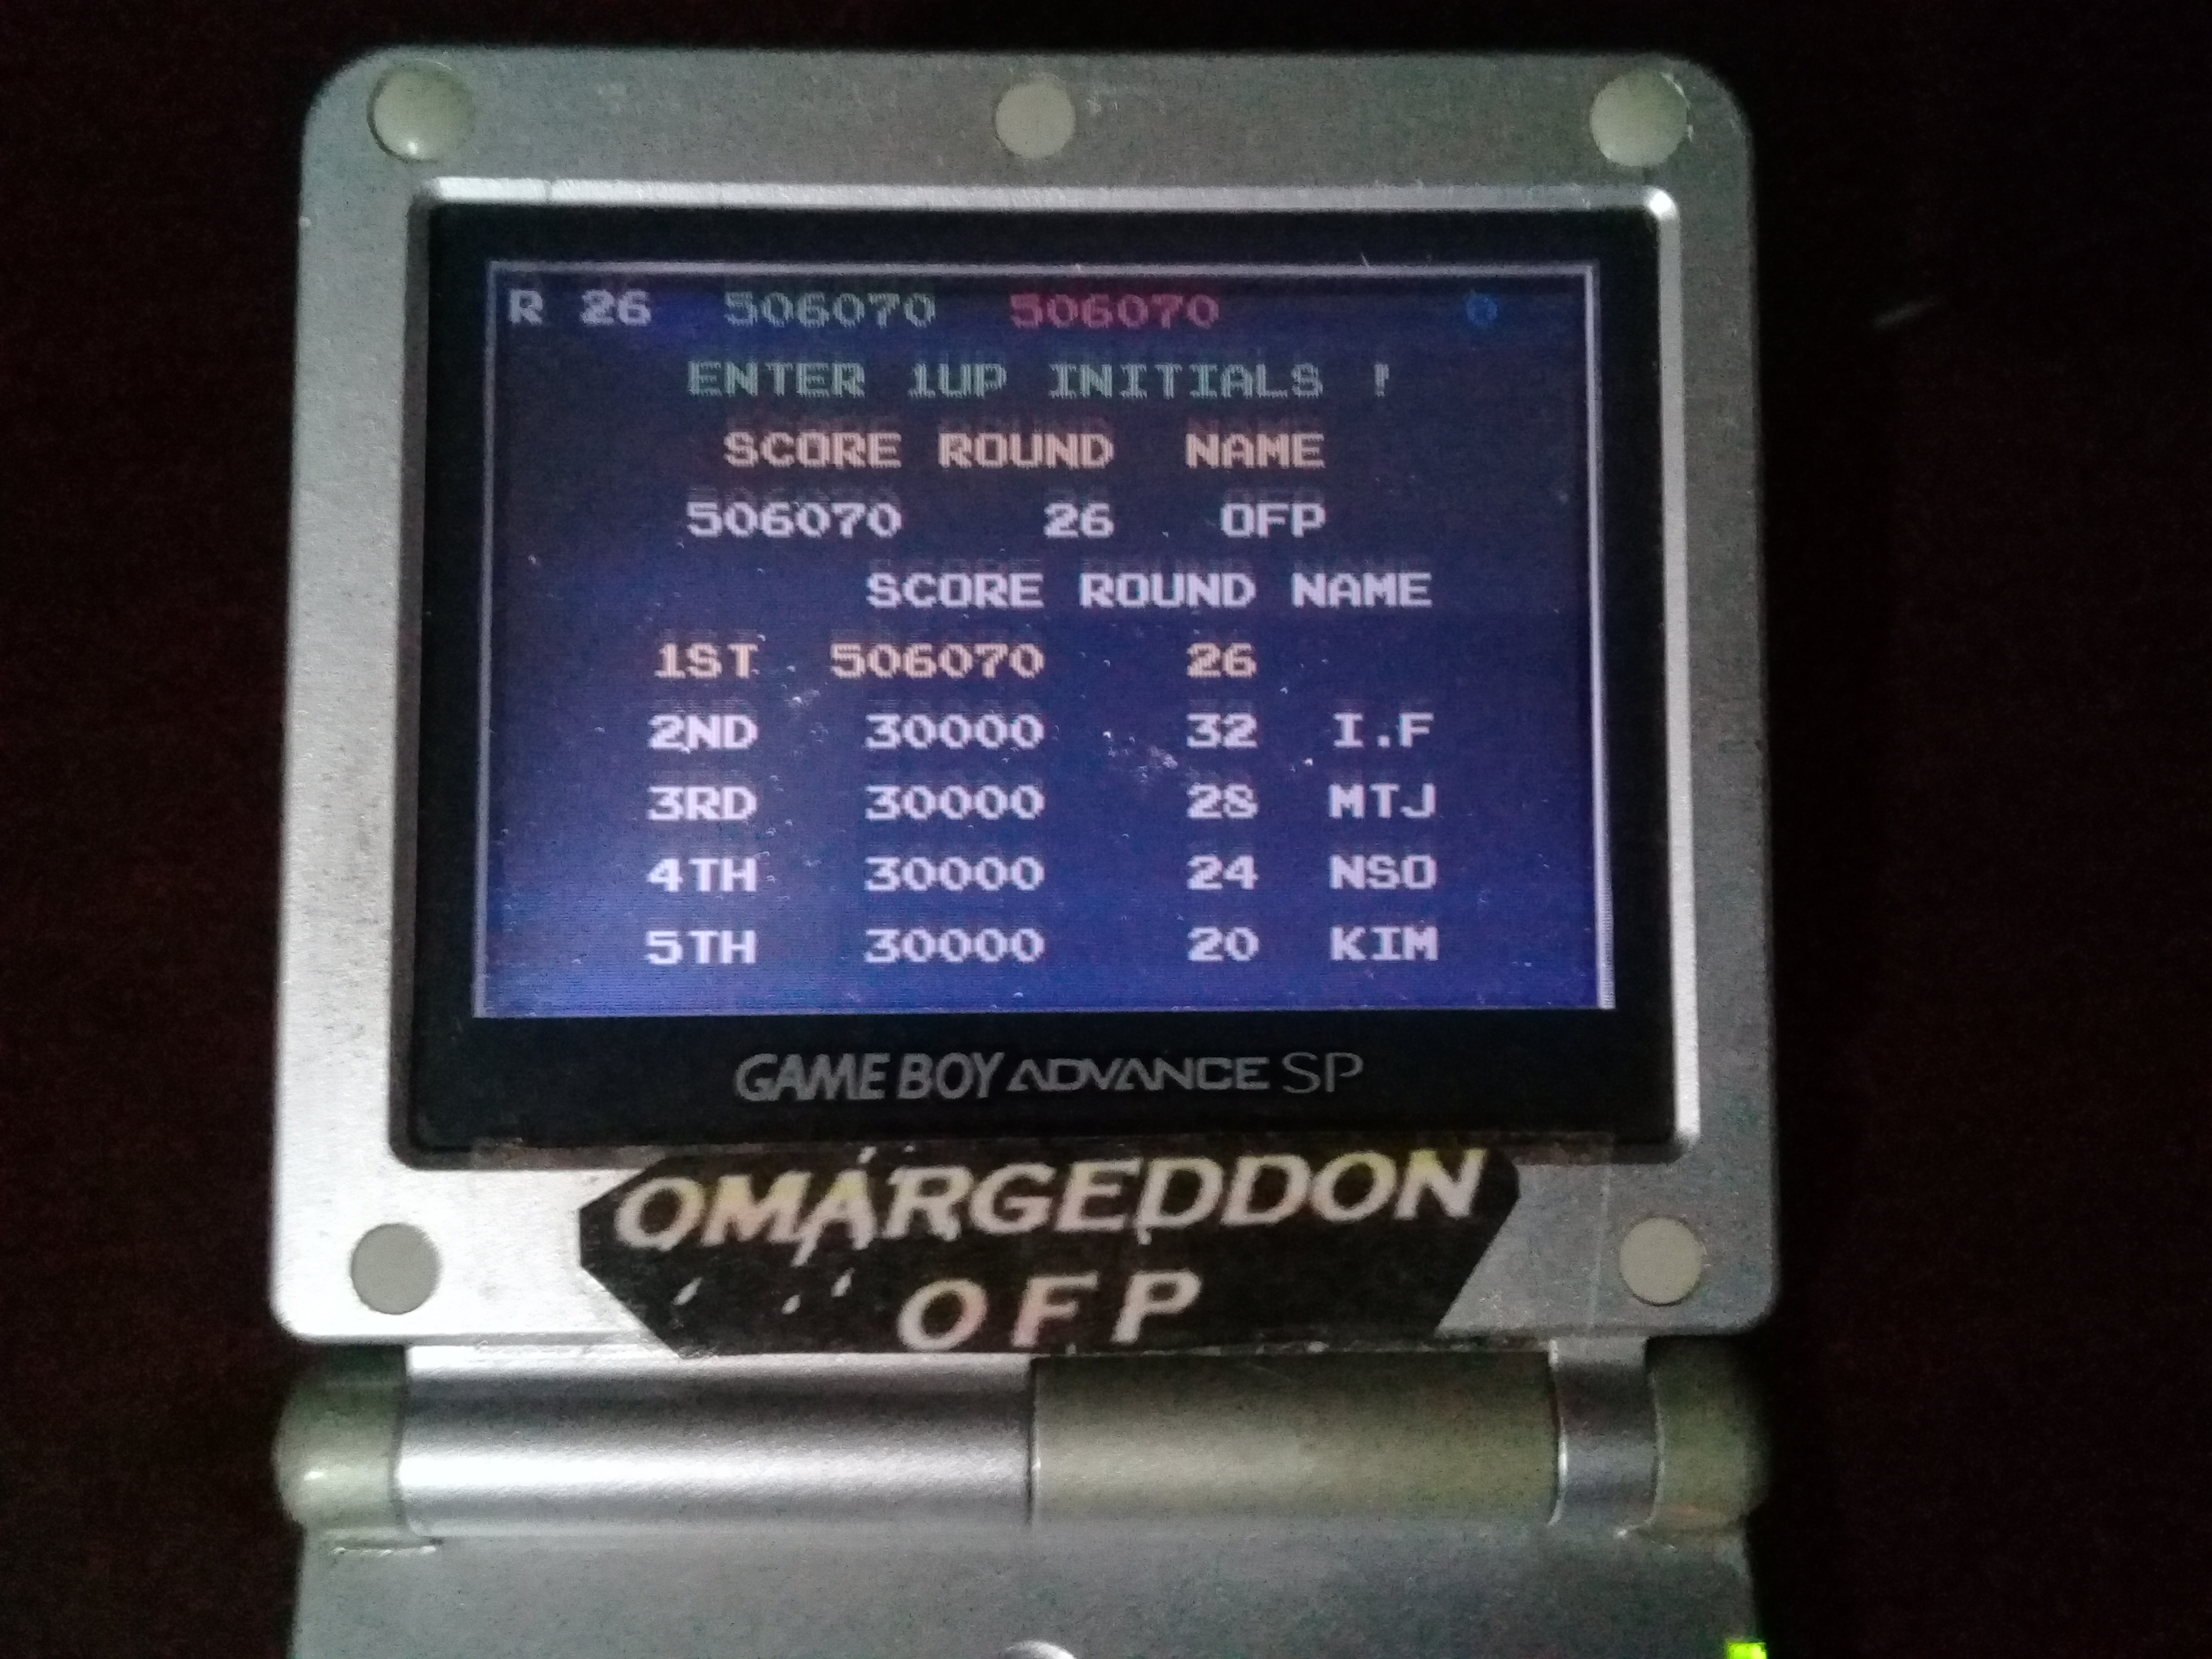 R 26 506070 506070 0
ENTER 1UP INITIALS !
SCORE ROUND NAME
506070 26 OFP
SCORE ROUND NAME
1ST 506070 26
2ND 30000 32 I.F
3RD 30000 28 MTJ
4TH 30000 24 NSO
5TH 30000 20 KIM
GAME BOY ADVANCE SP
OMARGEDDON
OFP